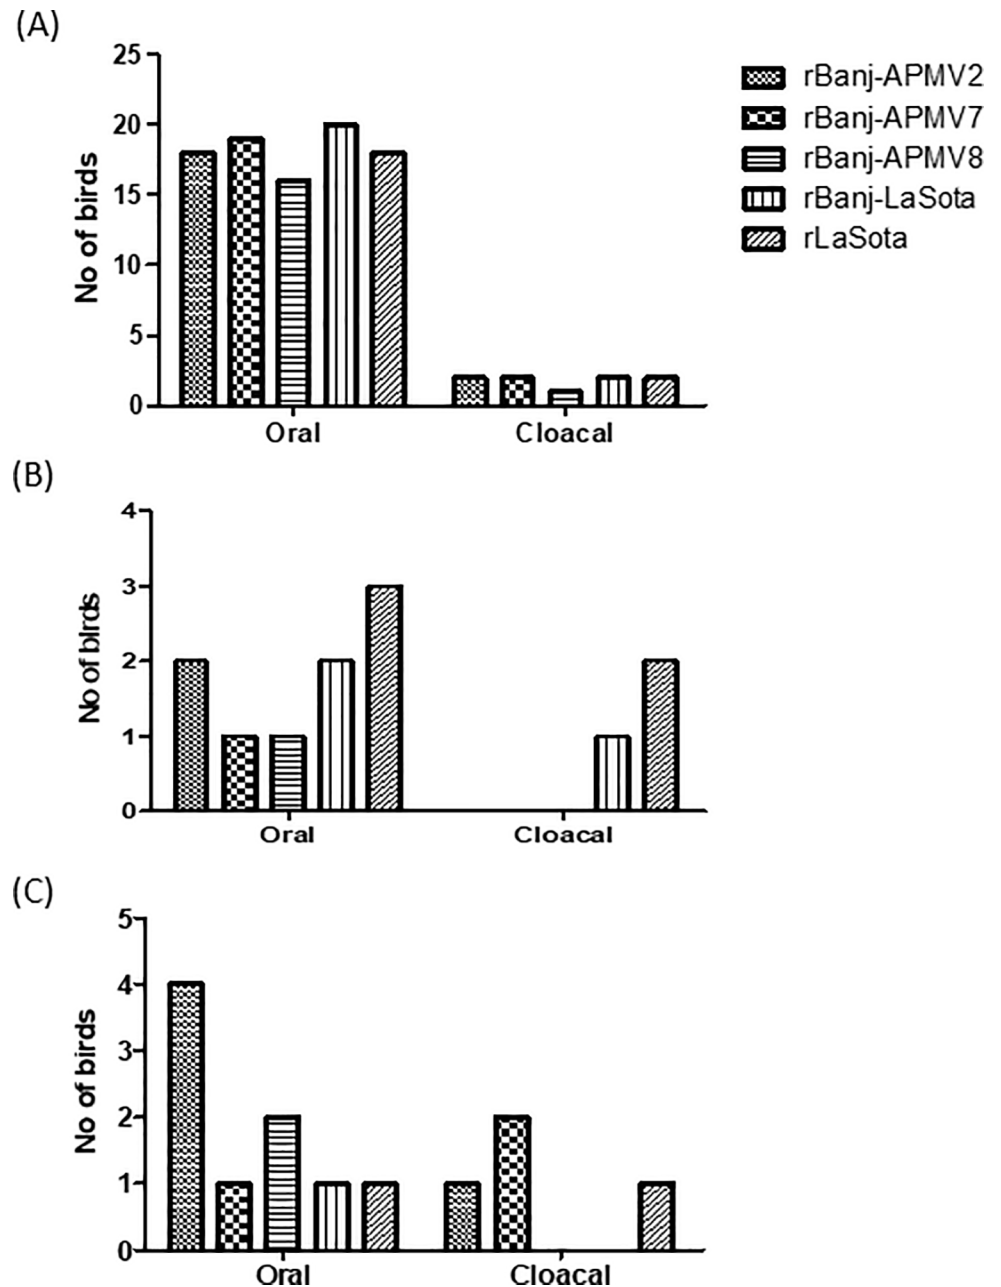 (A)
25
20
15
10
5
0
No of birds
Oral
Cloacal
rBanj-APMV2
rBanj-APMV7
rBanj-APMV8
rBanj-LaSota
rLaSota
(B)
4
3
2
1
0
No of birds
Oral
Cloacal
(C)
5
4
3
2
1
0
No of birds
Oral
Cloacal